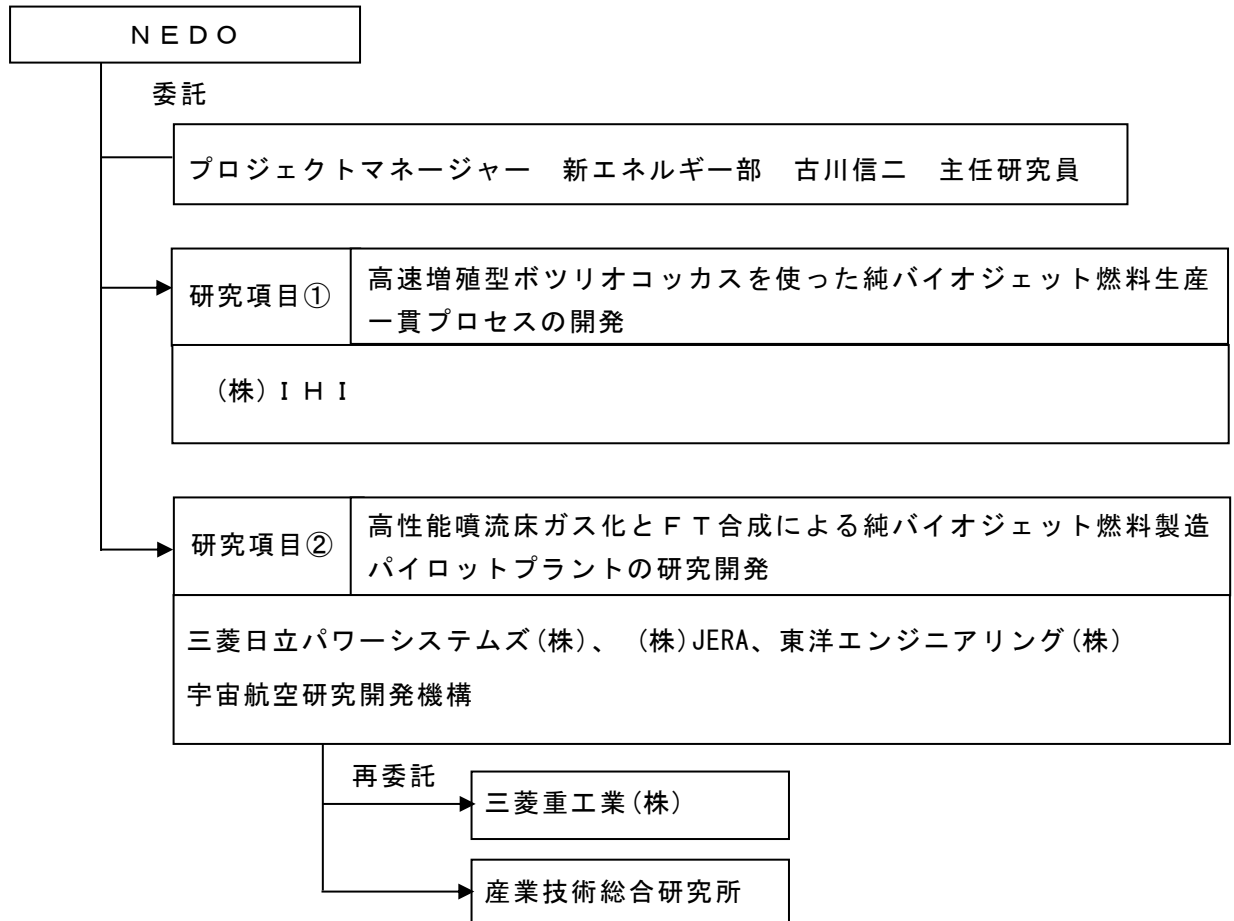 ＮＥＤＯ
委託
プロジェクトマネージャー　新エネルギー部　古川信二　主任研究員
研究項目①
高速増殖型ボツリオコッカスを使った純バイオジェット燃料生産
一貫プロセスの開発
(株)ＩＨＩ
研究項目②
高性能噴流床ガス化とＦＴ合成による純バイオジェット燃料製造
パイロットプラントの研究開発
三菱日立パワーシステムズ(株)、 (株)JERA、東洋エンジニアリング(株)
宇宙航空研究開発機構
再委託
三菱重工業(株)
産業技術総合研究所